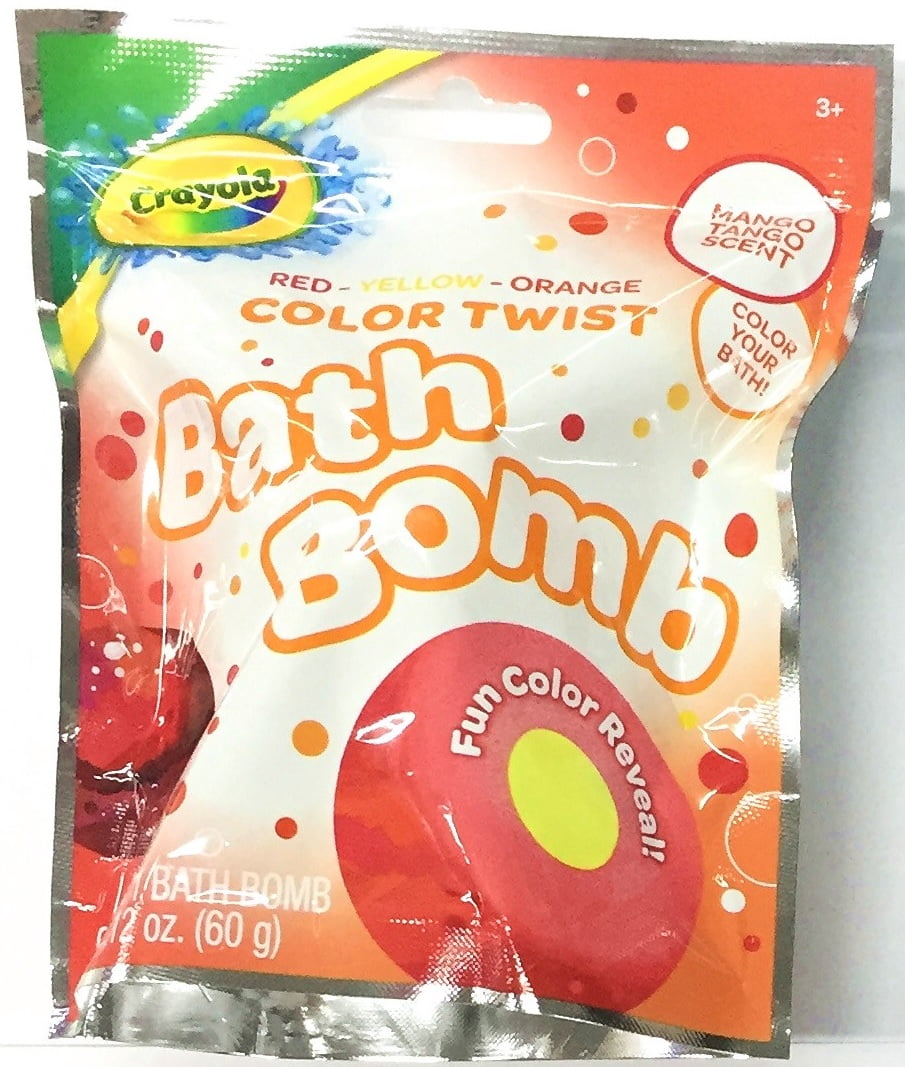 3+
Crayola
MANGO
TANGO
SCENT
RED - YELLOW - ORANGE
COLOR TWIST
COLOR
YOUR
BATH!
Bath
Bomb
Fun Color Reveal!
1 BATH BOMB
2 oz. (60 g)